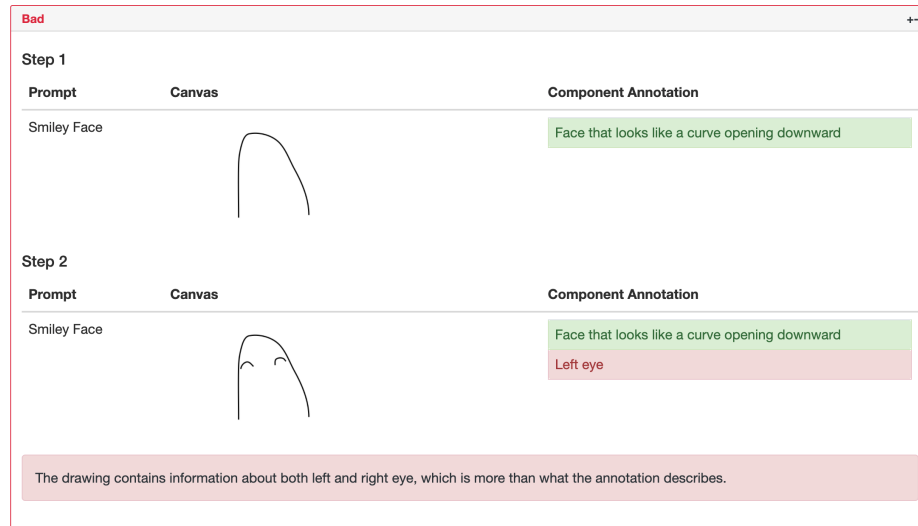 Bad
Step 1
Prompt Canvas Component Annotation
Smiley Face Face that looks like a curve opening downward
Step 2
Prompt Canvas Component Annotation
Smiley Face Face that looks like a curve opening downward
Left eye
The drawing contains information about both left and right eye, which is more than what the annotation describes.